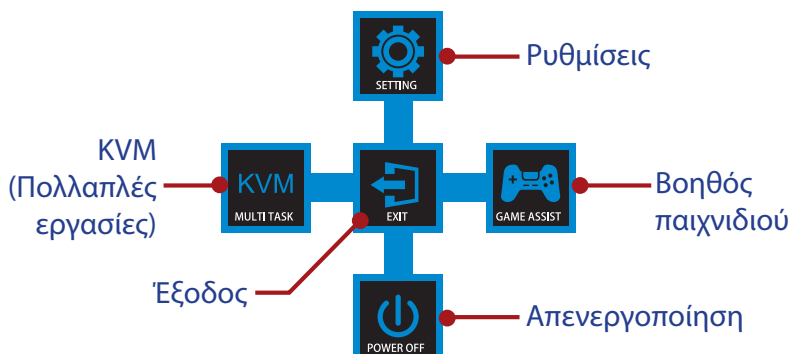 Ρυθμίσεις
SETTING
KVM
(Πολλαπλές
εργασίες)
KVM
MULTI TASK
EXIT
GAME ASSIST
Βοηθός
παιχνιδιού
Έξοδος
POWER OFF
Απενεργοποίηση